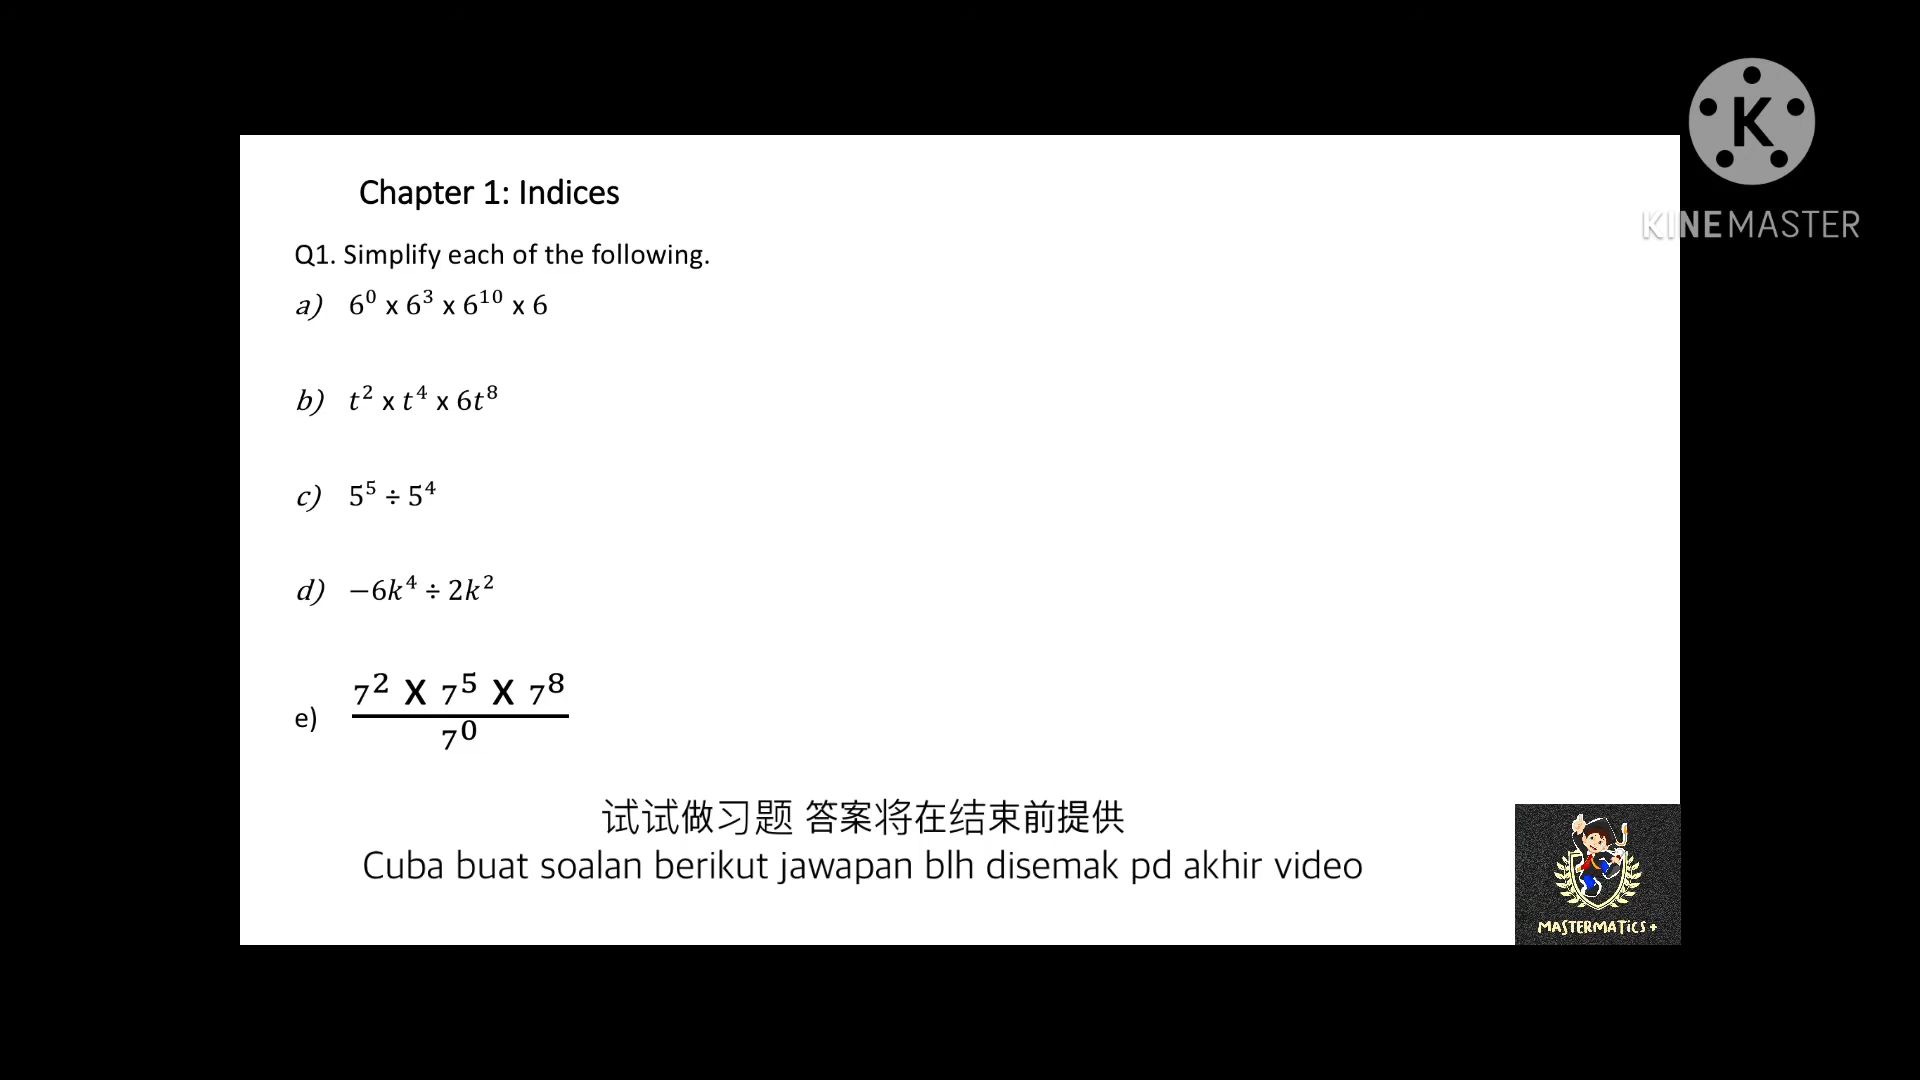 K
KINEMASTER
Chapter 1: Indices
Q1. Simplify each of the following.
a) 6⁰ x 6³ x 6¹⁰ x 6
b) t² x t⁴ x 6t⁸
c) 5⁵ ÷ 5⁴
d) −6k⁴ ÷ 2k²
e) 7² X 7⁵ X 7⁸
7⁰
试试做习题 答案将在结束前提供
Cuba buat soalan berikut jawapan blh disemak pd akhir video
MASTERMATiCS +